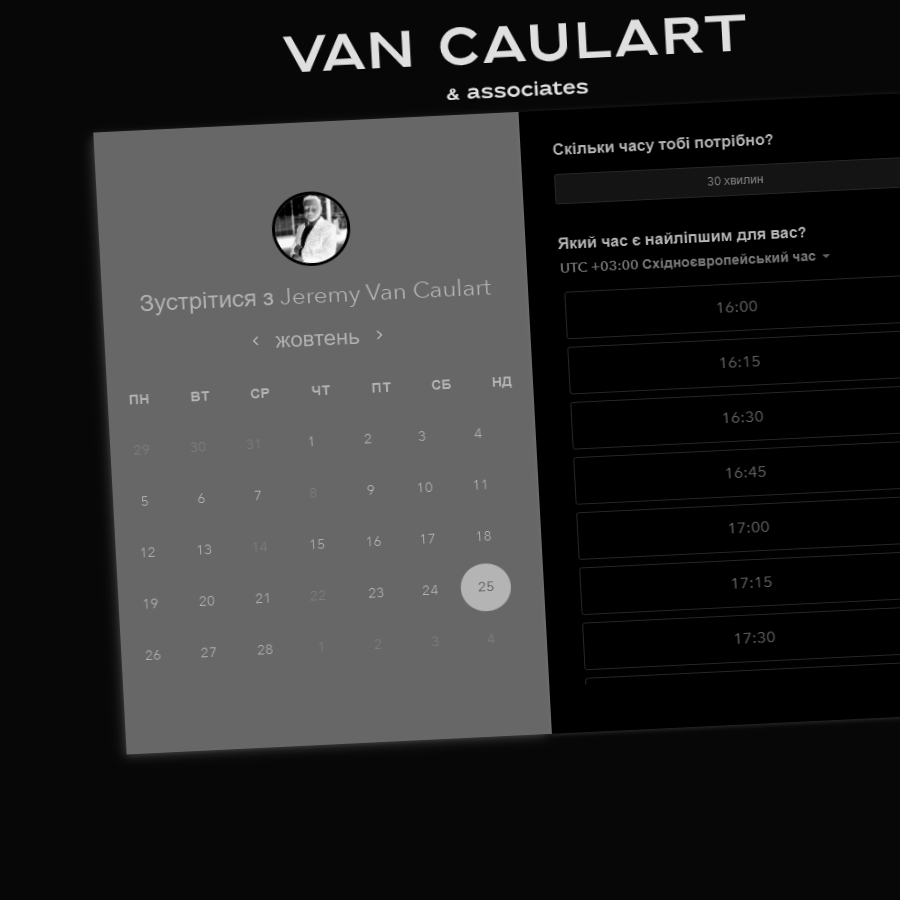 VAN CAULART
& associates
Зустрітися з Jeremy Van Caulart
‹ жовтень ›
ПН ВТ СР ЧТ ПТ СБ НД
29 30 31 1 2 3 4
5 6 7 8 9 10 11
12 13 14 15 16 17 18
19 20 21 22 23 24 25
26 27 28 1 2 3 4
Скільки часу тобі потрібно?
30 хвилин
Який час є найліпшим для вас?
UTC +03:00 Східноєвропейський час
16:00
16:15
16:30
16:45
17:00
17:15
17:30